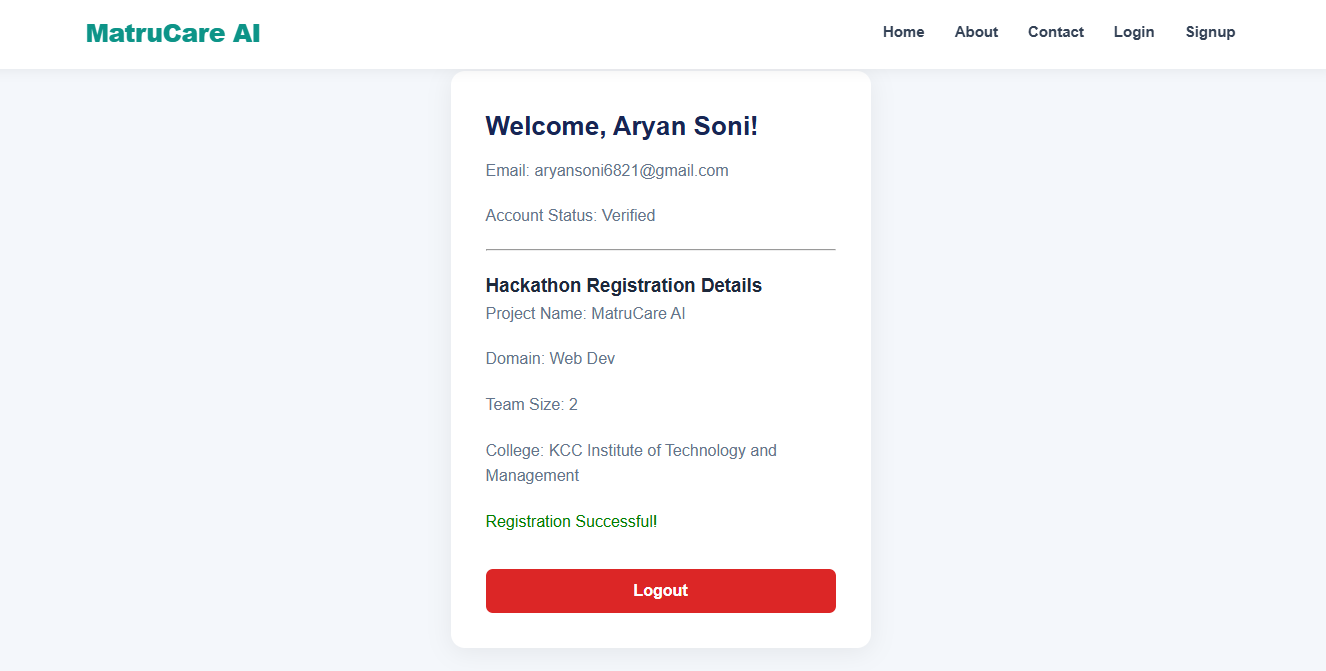 MatruCare AI
Home About Contact Login Signup
Welcome, Aryan Soni!
Email: aryansoni6821@gmail.com
Account Status: Verified
Hackathon Registration Details
Project Name: MatruCare AI
Domain: Web Dev
Team Size: 2
College: KCC Institute of Technology and
Management
Registration Successful!
Logout